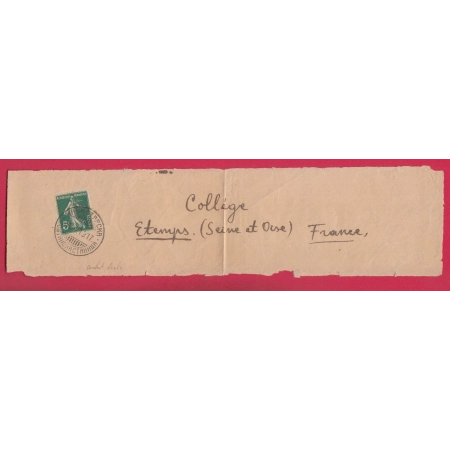 Collège
Etemps. (Seine et Oise) France,